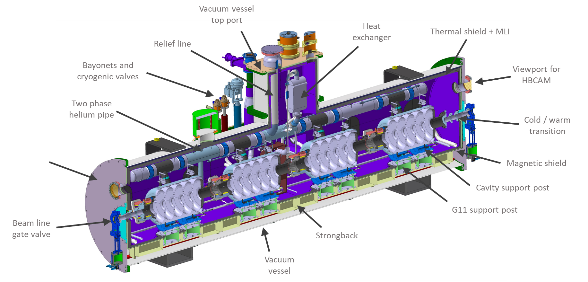 Vacuum vessel
top port
Heat
exchanger
Relief line
Thermal shield + MLI
Bayonets and
cryogenic valves
Viewport for
HBCAM
Two phase
helium pipe
Cold / warm
transition
Magnetic shield
Cavity support post
G11 support post
Beam line
gate valve
Strongback
Vacuum
vessel